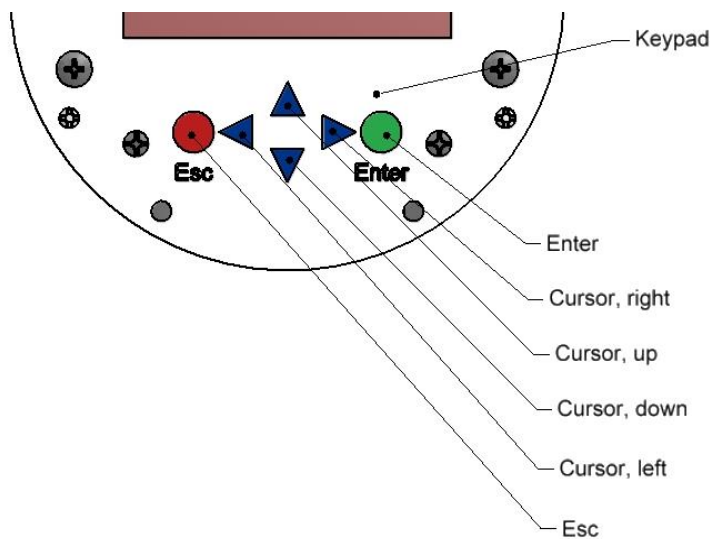 Keypad
Esc
Enter
Enter
Cursor, right
Cursor, up
Cursor, down
Cursor, left
Esc